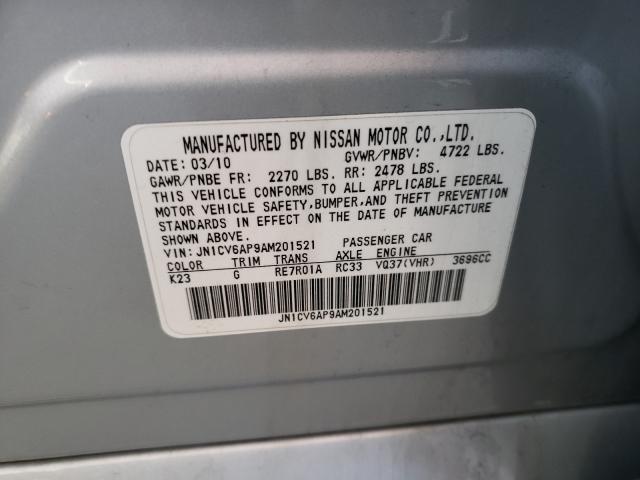 MANUFACTURED BY NISSAN MOTOR CO.,LTD.
DATE: 03/10 GVWR/PNBV: 4722 LBS.
GAWR/PNBE FR: 2270 LBS. RR: 2478 LBS.
THIS VEHICLE CONFORMS TO ALL APPLICABLE FEDERAL
MOTOR VEHICLE SAFETY,BUMPER,AND THEFT PREVENTION
STANDARDS IN EFFECT ON THE DATE OF MANUFACTURE
SHOWN ABOVE.
VIN:JN1CV6AP9AM201521 PASSENGER CAR
COLOR TRIM TRANS AXLE ENGINE
K23 G RE7R01A RC33 VQ37(VHR) 3696CC
JN1CV6AP9AM201521